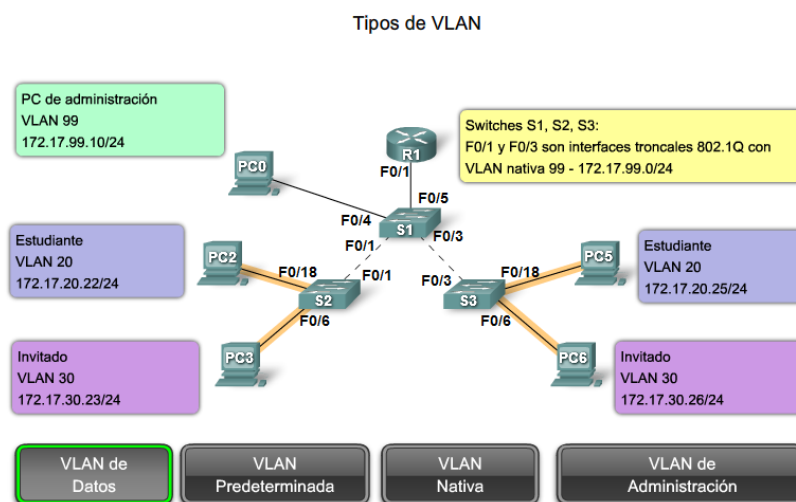 Tipos de VLAN
PC de administración
VLAN 99
172.17.99.10/24
Switches S1, S2, S3:
F0/1 y F0/3 son interfaces troncales 802.1Q con
VLAN nativa 99 - 172.17.99.0/24
R1
F0/1
PC0
F0/5
F0/4
S1
F0/1
F0/3
Estudiante
VLAN 20
172.17.20.22/24
PC2
F0/18
F0/1
S2
F0/6
F0/3
F0/18
S3
F0/6
PC5
Estudiante
VLAN 20
172.17.20.25/24
Invitado
VLAN 30
172.17.30.23/24
PC3
PC6
Invitado
VLAN 30
172.17.30.26/24
VLAN de
Datos
VLAN
Predeterminada
VLAN
Nativa
VLAN de
Administración